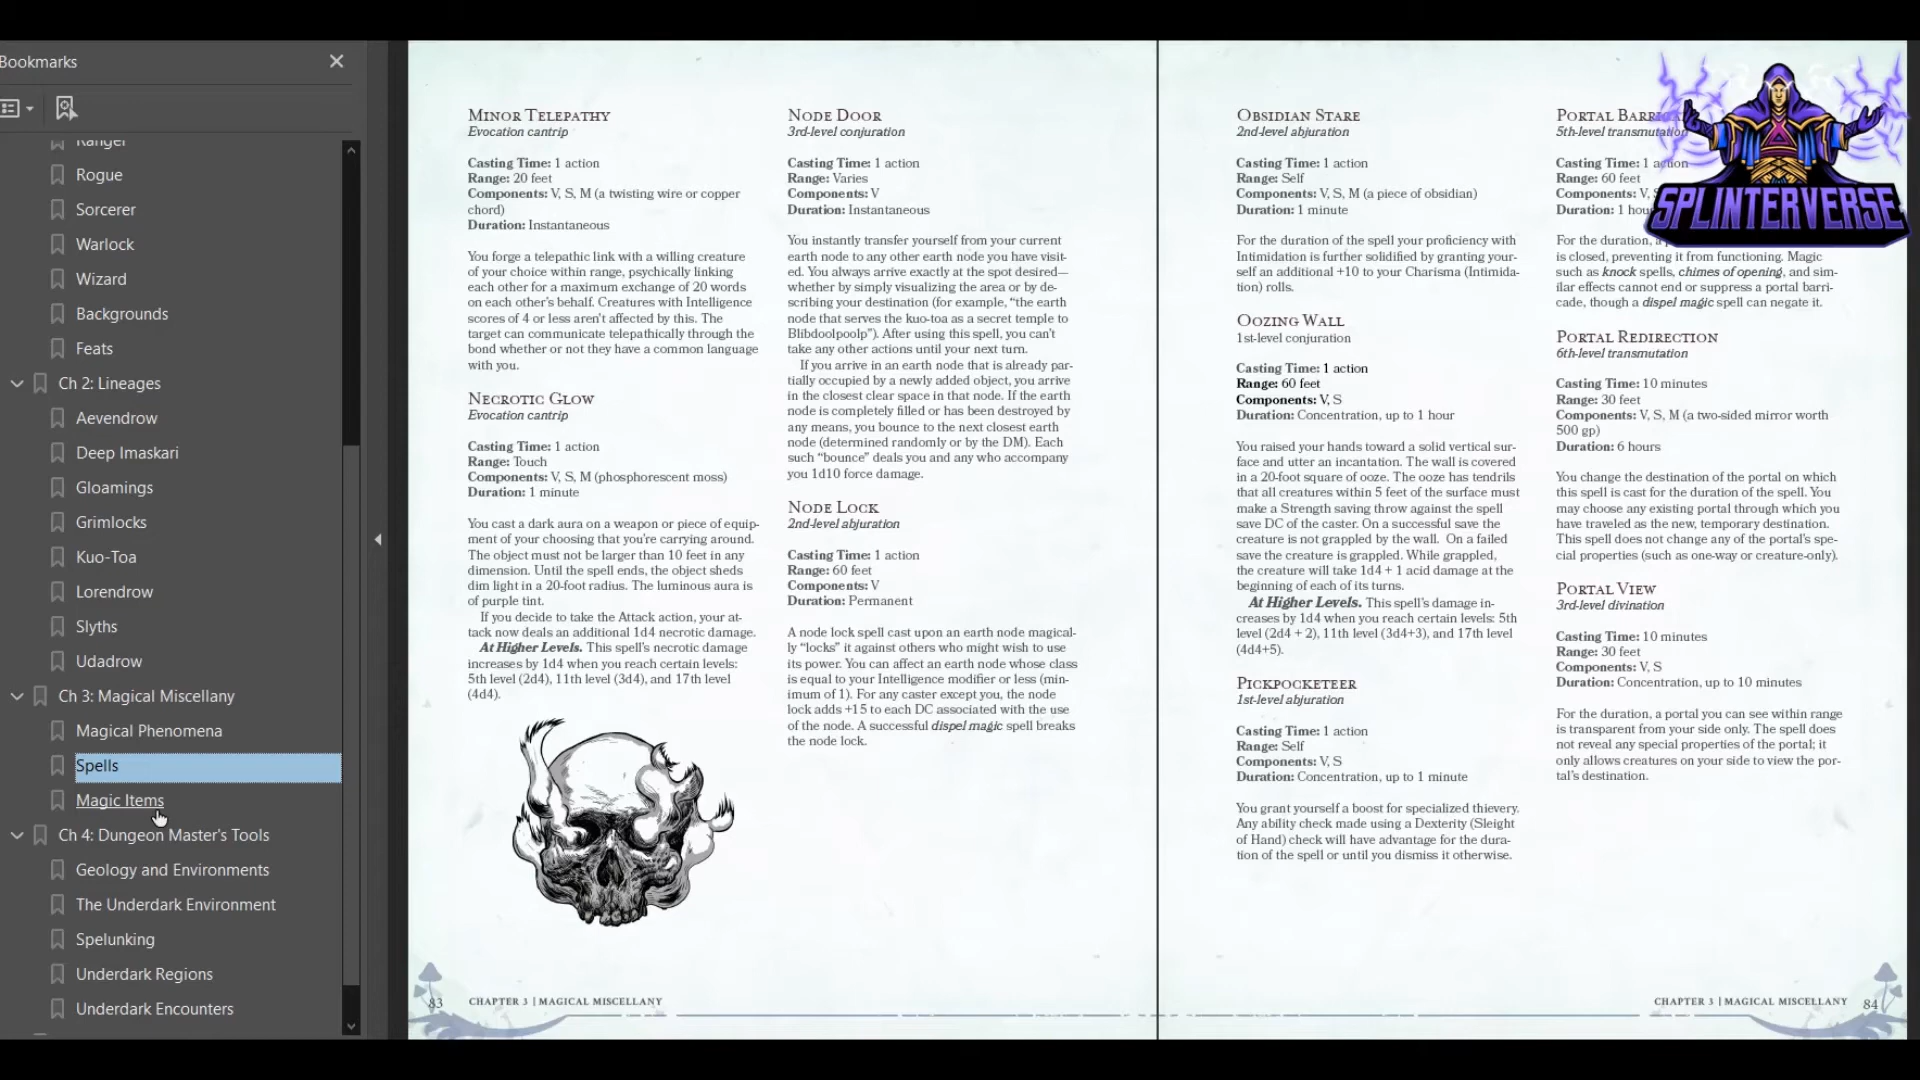 Bookmarks
Ranger
Rogue
Sorcerer
Warlock
Wizard
Backgrounds
Feats
Ch 2: Lineages
Aevendrow
Deep Imaskari
Gloamings
Grimlocks
Kuo-Toa
Lorendrow
Slyths
Udadrow
Ch 3: Magical Miscellany
Magical Phenomena
Spells
Magic Items
Ch 4: Dungeon Master's Tools
Geology and Environments
The Underdark Environment
Spelunking
Underdark Regions
Underdark Encounters
Minor Telepathy
Evocation cantrip
Casting Time: 1 action
Range: 20 feet
Components: V, S, M (a twisting wire or copper
chord)
Duration: Instantaneous
You forge a telepathic link with a willing creature
of your choice within range, psychically linking
each other for a maximum exchange of 20 words
on each other's behalf. Creatures with Intelligence
scores of 4 or less aren't affected by this. The
target can communicate telepathically through the
bond whether or not they have a common language
with you.
Necrotic Glow
Evocation cantrip
Casting Time: 1 action
Range: Touch
Components: V, S, M (phosphorescent moss)
Duration: 1 minute
You cast a dark aura on a weapon or piece of equip-
ment of your choosing that you're carrying around.
The object must not be larger than 10 feet in any
dimension. Until the spell ends, the object sheds
dim light in a 20-foot radius. The luminous aura is
of purple tint.
If you decide to take the Attack action, your at-
tack now deals an additional 1d4 necrotic damage.
At Higher Levels. This spell's necrotic damage
increases by 1d4 when you reach certain levels:
5th level (2d4), 11th level (3d4), and 17th level
(4d4).
Node Door
3rd-level conjuration
Casting Time: 1 action
Range: Varies
Components: V
Duration: Instantaneous
You instantly transfer yourself from your current
earth node to any other earth node you have visit-
ed. You always arrive exactly at the spot desired—
whether by simply visualizing the area or by de-
scribing your destination (for example, “the earth
node that serves the kuo-toa as a secret temple to
Blibdoolpoolp”). After using this spell, you can't
take any other actions until your next turn.
If you arrive in an earth node that is already par-
tially occupied by a newly added object, you arrive
in the closest clear space in that node. If the earth
node is completely filled or has been destroyed by
any means, you bounce to the next closest earth
node (determined randomly or by the DM). Each
such “bounce” deals you and any who accompany
you 1d10 force damage.
Node Lock
2nd-level abjuration
Casting Time: 1 action
Range: 60 feet
Components: V
Duration: Permanent
A node lock spell cast upon an earth node magical-
ly “locks” it against others who might wish to use
its power. You can affect an earth node whose class
is equal to your Intelligence modifier or less (min-
imum of 1). For any caster except you, the node
lock adds +15 to each DC associated with the use
of the node. A successful dispel magic spell breaks
the node lock.
83 CHAPTER 3 | MAGICAL MISCELLANY
Obsidian Stare
2nd-level abjuration
Casting Time: 1 action
Range: Self
Components: V, S, M (a piece of obsidian)
Duration: 1 minute
For the duration of the spell your proficiency with
Intimidation is further solidified by granting your-
self an additional +10 to your Charisma (Intimida-
tion) rolls.
Oozing Wall
1st-level conjuration
Casting Time: 1 action
Range: 60 feet
Components: V, S
Duration: Concentration, up to 1 hour
You raised your hands toward a solid vertical sur-
face and utter an incantation. The wall is covered
in a 20-foot square of ooze. The ooze has tendrils
that all creatures within 5 feet of the surface must
make a Strength saving throw against the spell
save DC of the caster. On a successful save the
creature is not grappled by the wall. On a failed
save the creature is grappled. While grappled,
the creature will take 1d4 + 1 acid damage at the
beginning of each of its turns.
At Higher Levels. This spell's damage in-
creases by 1d4 when you reach certain levels: 5th
level (2d4 + 2), 11th level (3d4+3), and 17th level
(4d4+5).
Pickpocketeer
1st-level abjuration
Casting Time: 1 action
Range: Self
Components: V, S
Duration: Concentration, up to 1 minute
You grant yourself a boost for specialized thievery.
Any ability check made using a Dexterity (Sleight
of Hand) check will have advantage for the dura-
tion of the spell or until you dismiss it otherwise.
Portal
5th-level transmutation
Casting Time: 1 action
Range: 60 feet
Components: V,
Duration: 1
For the duration,
is closed, preventing it from functioning. Magic
such as knock spells, chimes of opening, and sim-
ilar effects cannot end or suppress a portal barri-
cade, though a dispel magic spell can negate it.
Portal Redirection
6th-level transmutation
Casting Time: 10 minutes
Range: 30 feet
Components: V, S, M (a two-sided mirror worth
500 gp)
Duration: 6 hours
You change the destination of the portal on which
this spell is cast for the duration of the spell. You
may choose any existing portal through which you
have traveled as the new, temporary destination.
This spell does not change any of the portal's spe-
cial properties (such as one-way or creature-only).
Portal View
3rd-level divination
Casting Time: 10 minutes
Range: 30 feet
Components: V, S
Duration: Concentration, up to 10 minutes
For the duration, a portal you can see within range
is transparent from your side only. The spell does
not reveal any special properties of the portal; it
only allows creatures on your side to view the por-
tal's destination.
CHAPTER 3 | MAGICAL MISCELLANY 84
SPLINTERVERSE